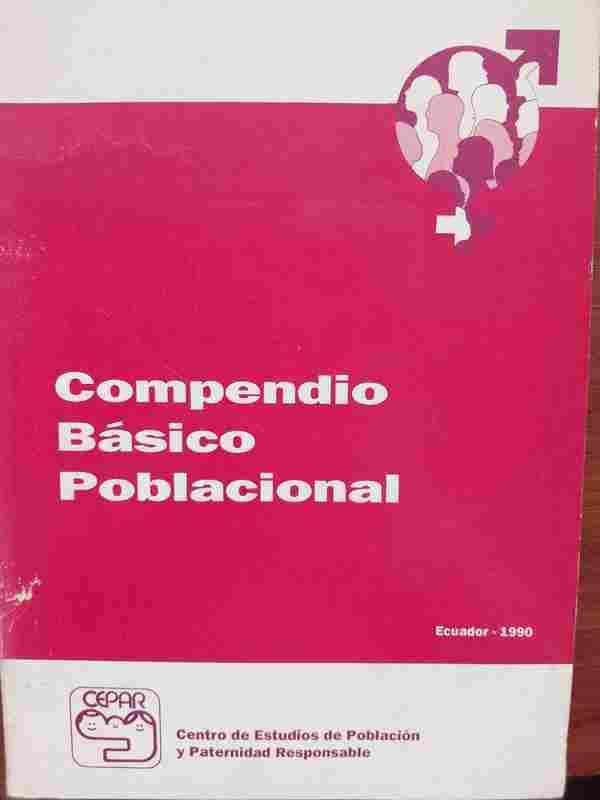 Compendio
Básico
Poblacional
Ecuador - 1990
CEPAR
Centro de Estudios de Población
y Paternidad Responsable